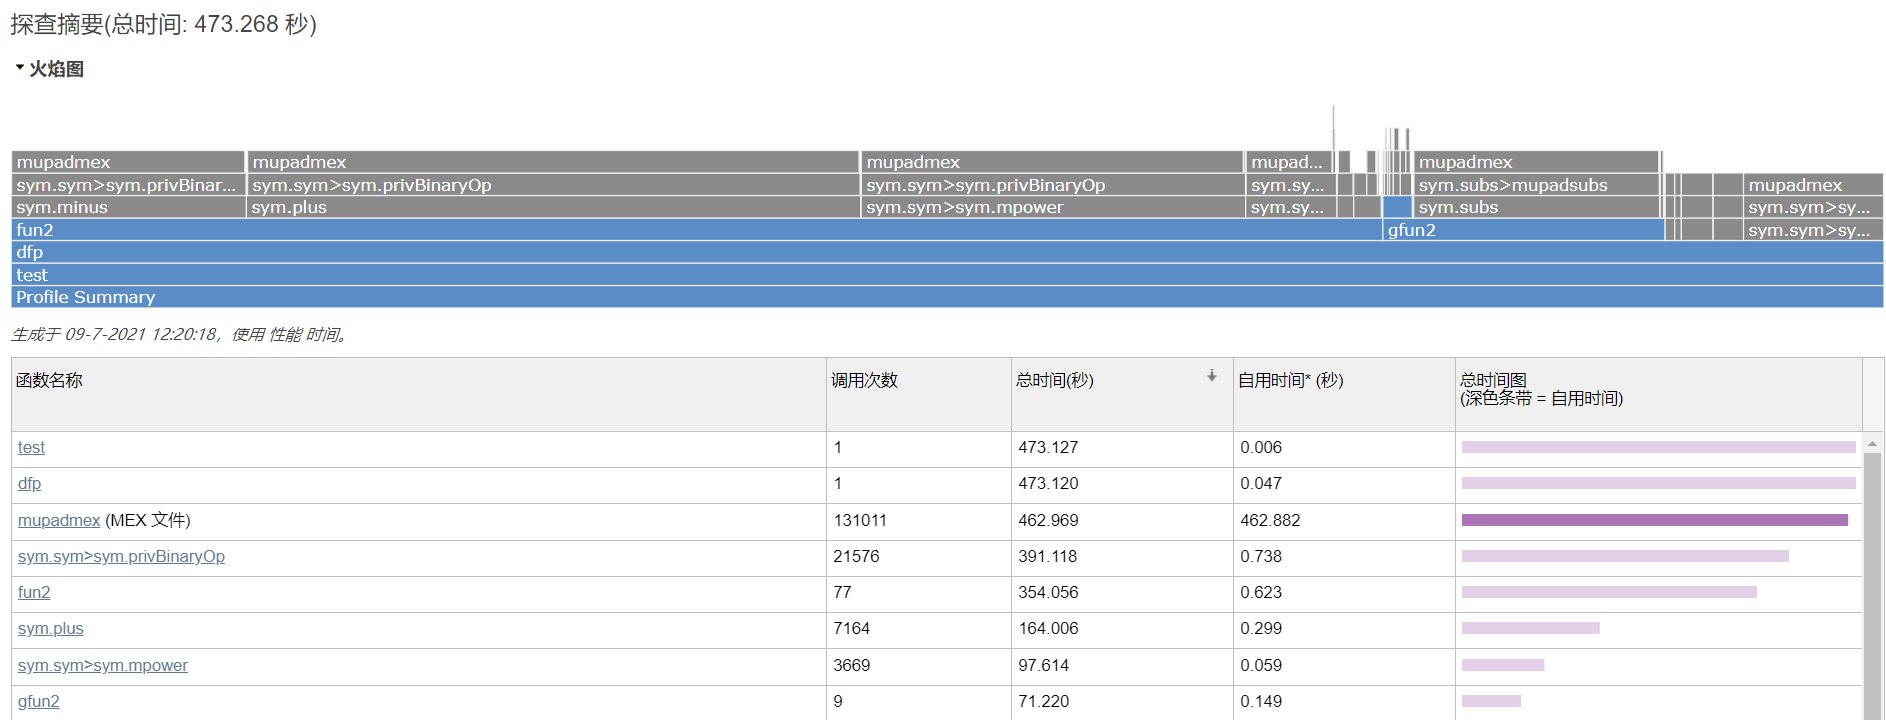 探查摘要(总时间: 473.268 秒)
火焰图
mupadmex mupadmex mupadmex mupad... mupadmex
sym.sym>sym.privBinar... sym.sym>sym.privBinaryOp sym.sym>sym.privBinaryOp sym.sy... sym.subs>mupadsubs mupadmex
sym.minus sym.plus sym.sym>sym.mpower sym.sy... sym.subs sym.sym>sy...
fun2 gfun2 sym.sym>sy...
dfp
test
Profile Summary
生成于 09-7-2021 12:20:18，使用 性能 时间。
函数名称 调用次数 总时间(秒) 自用时间* (秒) 总时间图
(深色条带 = 自用时间)
test 1 473.127 0.006
dfp 1 473.120 0.047
mupadmex (MEX 文件) 131011 462.969 462.882
sym.sym>sym.privBinaryOp 21576 391.118 0.738
fun2 77 354.056 0.623
sym.plus 7164 164.006 0.299
sym.sym>sym.mpower 3669 97.614 0.059
gfun2 9 71.220 0.149